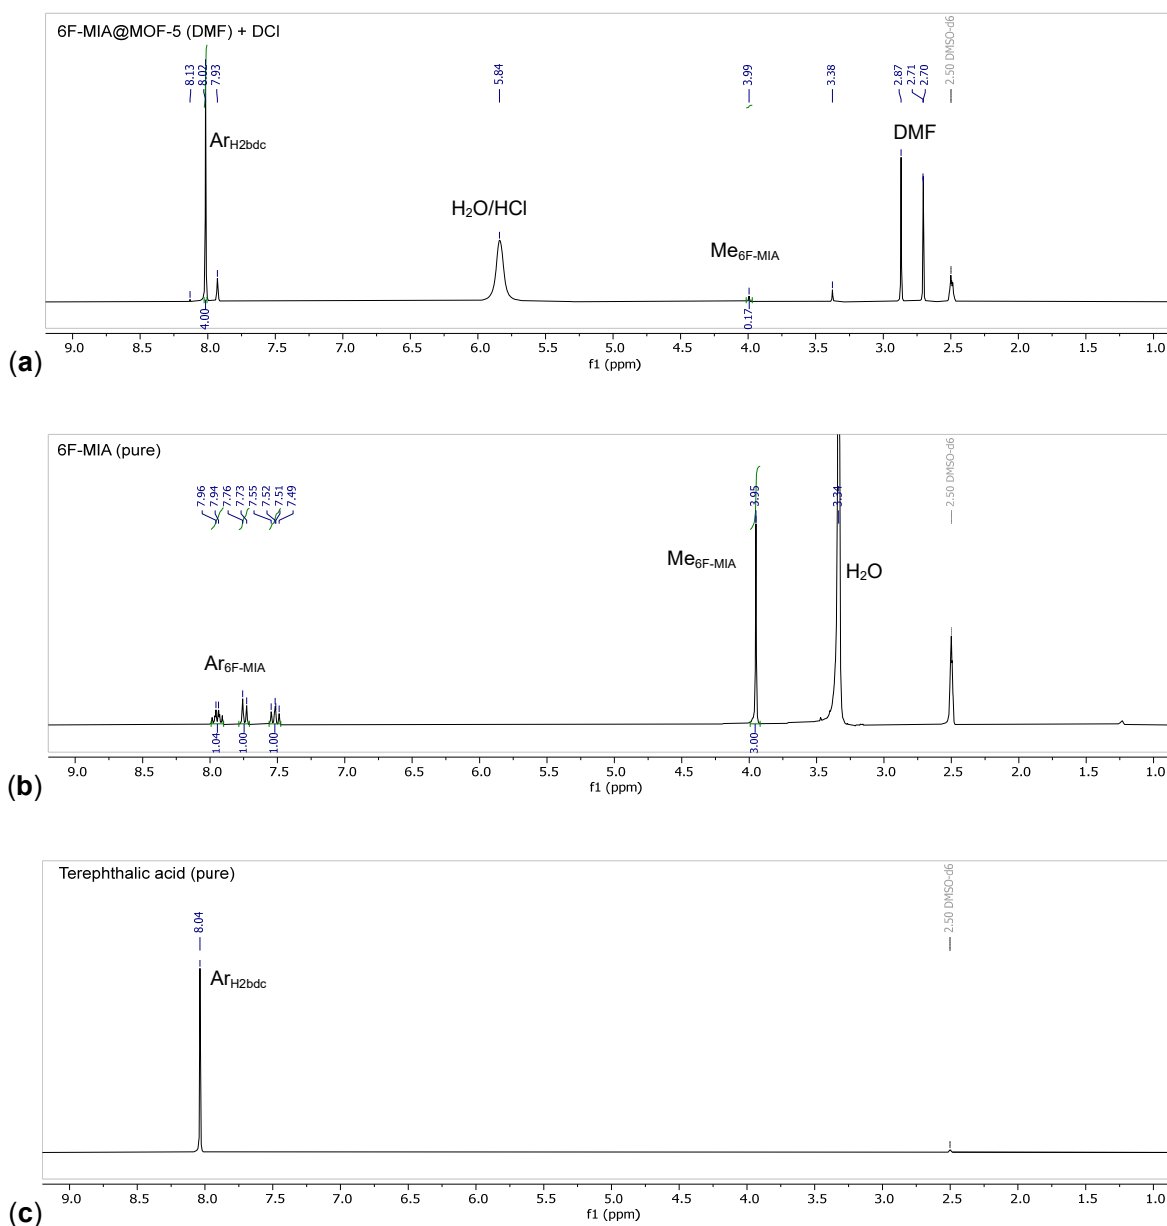 6F-MIA@MOF-5 (DMF) + DCl
8.13
8.02
7.93
5.84
3.99
3.38
2.87
2.71
2.70
2.50 DMSO-d6
ArH2bdc
H2O/HCl
Me6F-MIA
DMF
4.00
0.17
9.0 8.5 8.0 7.5 7.0 6.5 6.0 5.5 5.0 4.5 4.0 3.5 3.0 2.5 2.0 1.5 1.0
f1 (ppm)
(a)
6F-MIA (pure)
7.96
7.94
7.76
7.73
7.55
7.52
7.51
7.49
3.95
3.34
2.50 DMSO-d6
Me6F-MIA
H2O
Ar6F-MIA
1.04
1.00
1.00
3.00
9.0 8.5 8.0 7.5 7.0 6.5 6.0 5.5 5.0 4.5 4.0 3.5 3.0 2.5 2.0 1.5 1.0
f1 (ppm)
(b)
Terephthalic acid (pure)
8.04
2.50 DMSO-d6
ArH2bdc
9.0 8.5 8.0 7.5 7.0 6.5 6.0 5.5 5.0 4.5 4.0 3.5 3.0 2.5 2.0 1.5 1.0
f1 (ppm)
(c)